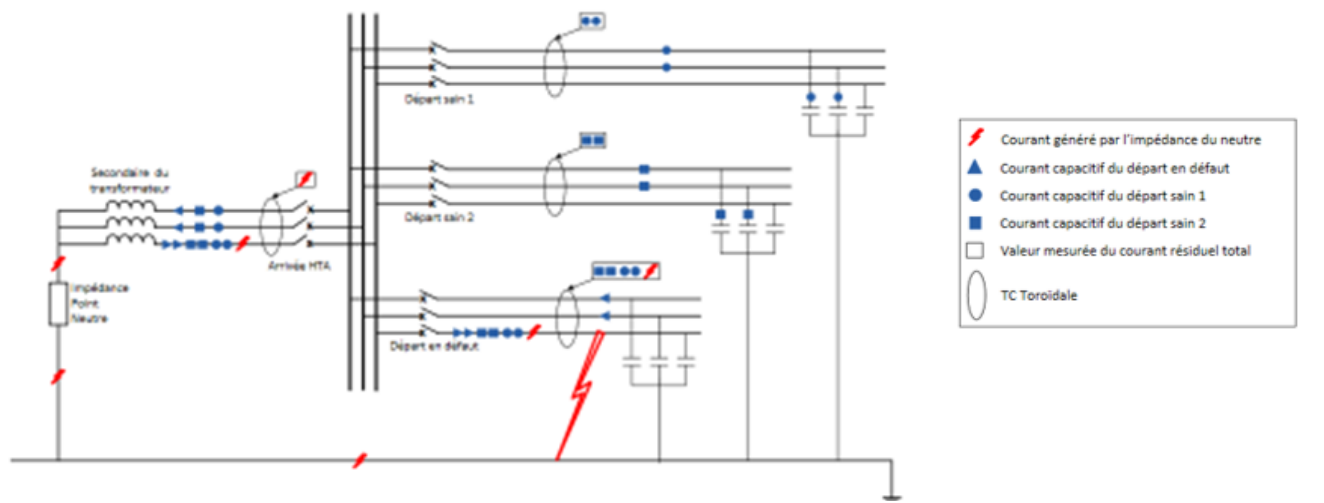 Départ sain 1
Secondaire du
transformateur
Départ sain 2
Arrivée HTA
Impédance
Point
Neutre
Départ en défaut
Courant généré par l'impédance du neutre
Courant capacitif du départ en défaut
Courant capacitif du départ sain 1
Courant capacitif du départ sain 2
Valeur mesurée du courant résiduel total
TC Toroïdale